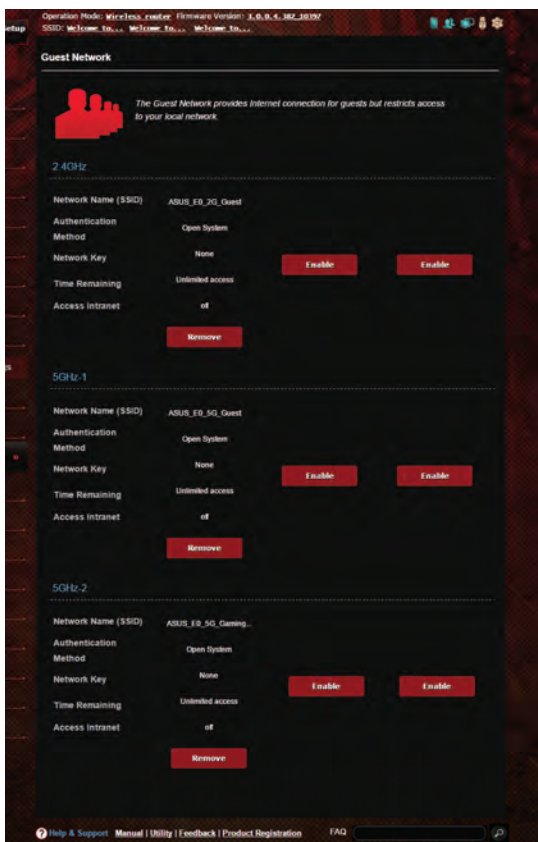 Operation Mode: Wireless router Firmware Version: 3.0.0.4.382_10397
SSID: Welcome to... Welcome to... Welcome to...
etup
Guest Network
The Guest Network provides Internet connection for guests but restricts access
to your local network.
2.4GHz
Network Name (SSID) ASUS_E0_2G_Guest
Authentication
Method Open System
Network Key None
Enable Enable
Time Remaining Unlimited access
Access Intranet off
Remove
gs
5GHz-1
Network Name (SSID) ASUS_E0_5G_Guest
Authentication
Method Open System
Network Key None
Enable Enable
Time Remaining Unlimited access
Access Intranet off
Remove
5GHz-2
Network Name (SSID) ASUS_E0_5G_Gaming...
Authentication
Method Open System
Network Key None
Enable Enable
Time Remaining Unlimited access
Access Intranet off
Remove
? Help & Support Manual | Utility | Feedback | Product Registration FAQ